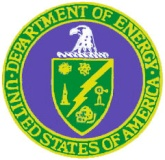 DEPARTMENT OF ENERGY
UNITED STATES OF AMERICA